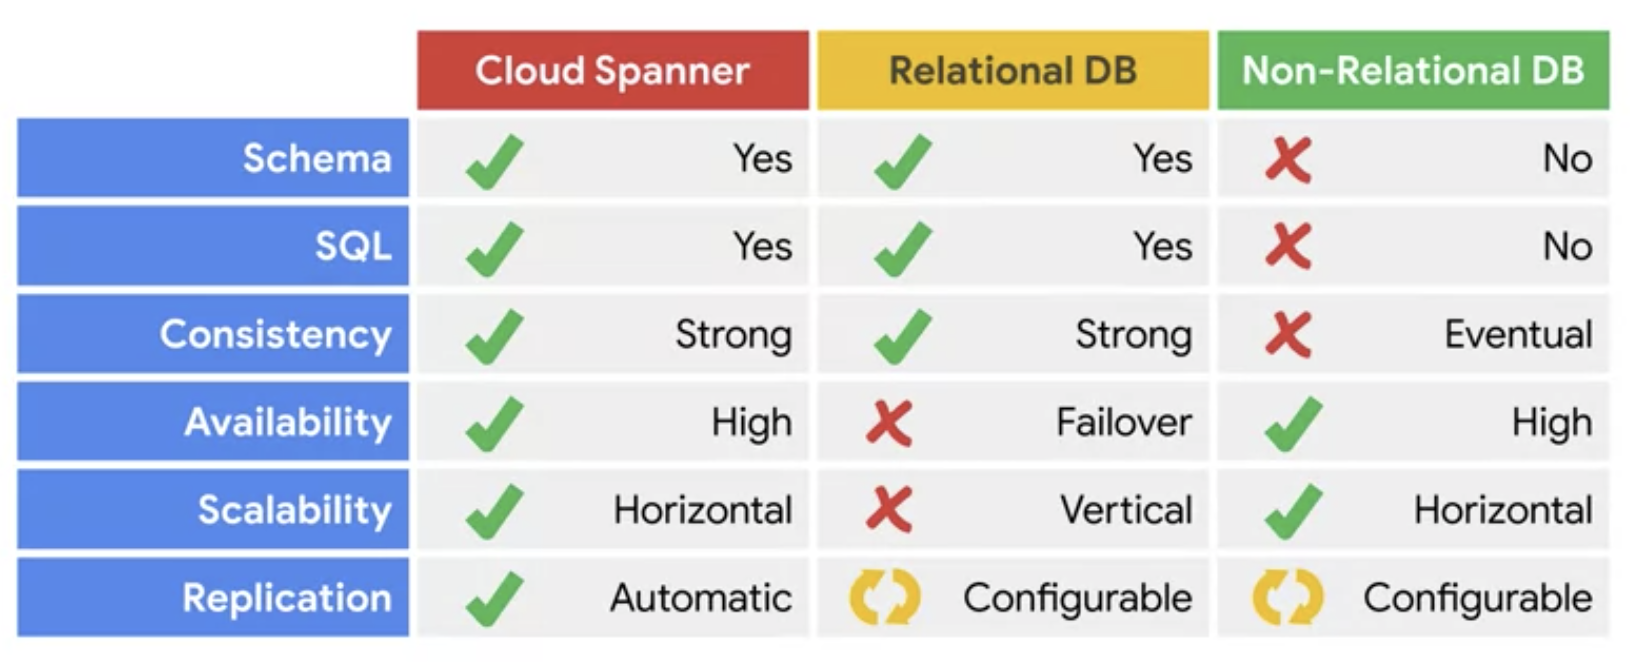 Cloud Spanner Relational DB Non-Relational DB
Schema Yes Yes No
SQL Yes Yes No
Consistency Strong Strong Eventual
Availability High Failover High
Scalability Horizontal Vertical Horizontal
Replication Automatic Configurable Configurable